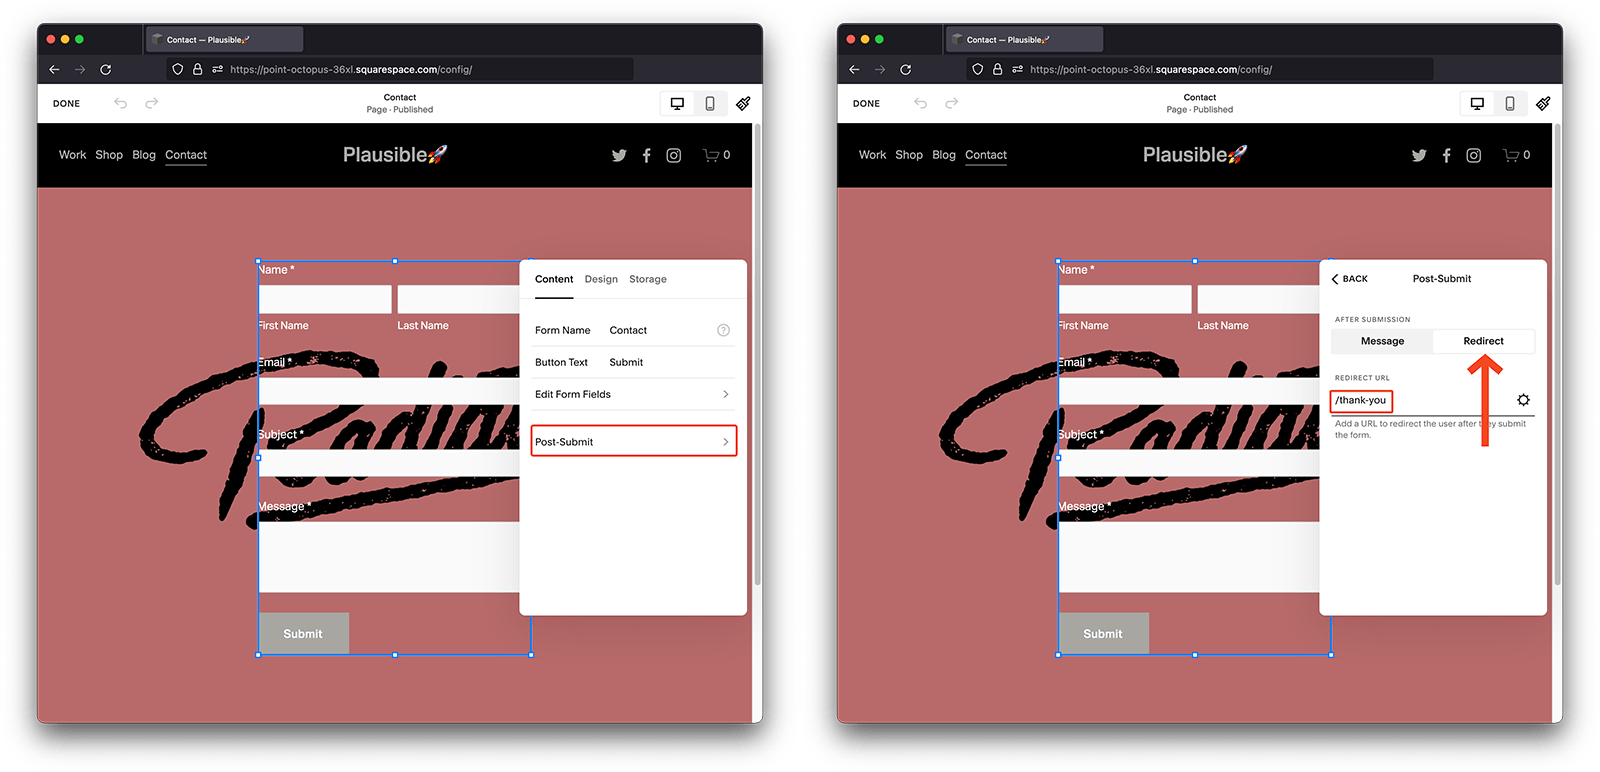 Contact — Plausible🚀
https://point-octopus-36xl.squarespace.com/config/
DONE
Contact
Page · Published
Work Shop Blog Contact
Plausible🚀
0
Name *
First Name
Last Name
Email *
Subject *
Message *
Submit
Content Design Storage
Form Name Contact
Button Text Submit
Edit Form Fields
Post-Submit
Contact — Plausible🚀
https://point-octopus-36xl.squarespace.com/config/
DONE
Contact
Page · Published
Work Shop Blog Contact
Plausible🚀
0
Name *
First Name
Last Name
Email *
Subject *
Message *
Submit
BACK
Post-Submit
AFTER SUBMISSION
Message Redirect
REDIRECT URL
/thank-you
Add a URL to redirect the user after they submit
the form.